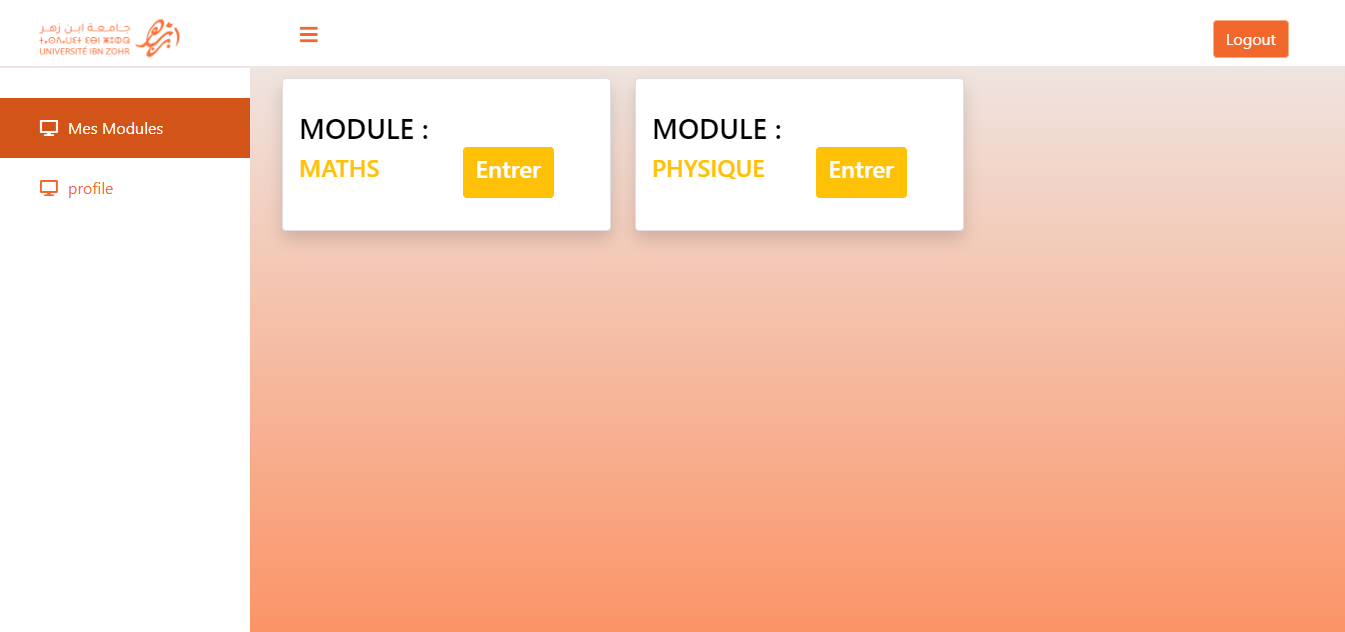 جامعة ابن زهر
ⵜⴰⵙⴷⴰⵡⵉⵜ ⵉⴱⵏ ⵣⵓⵀⵔ
UNIVERSITÉ IBN ZOHR
Logout
Mes Modules
profile
MODULE :
MATHS
Entrer
MODULE :
PHYSIQUE
Entrer